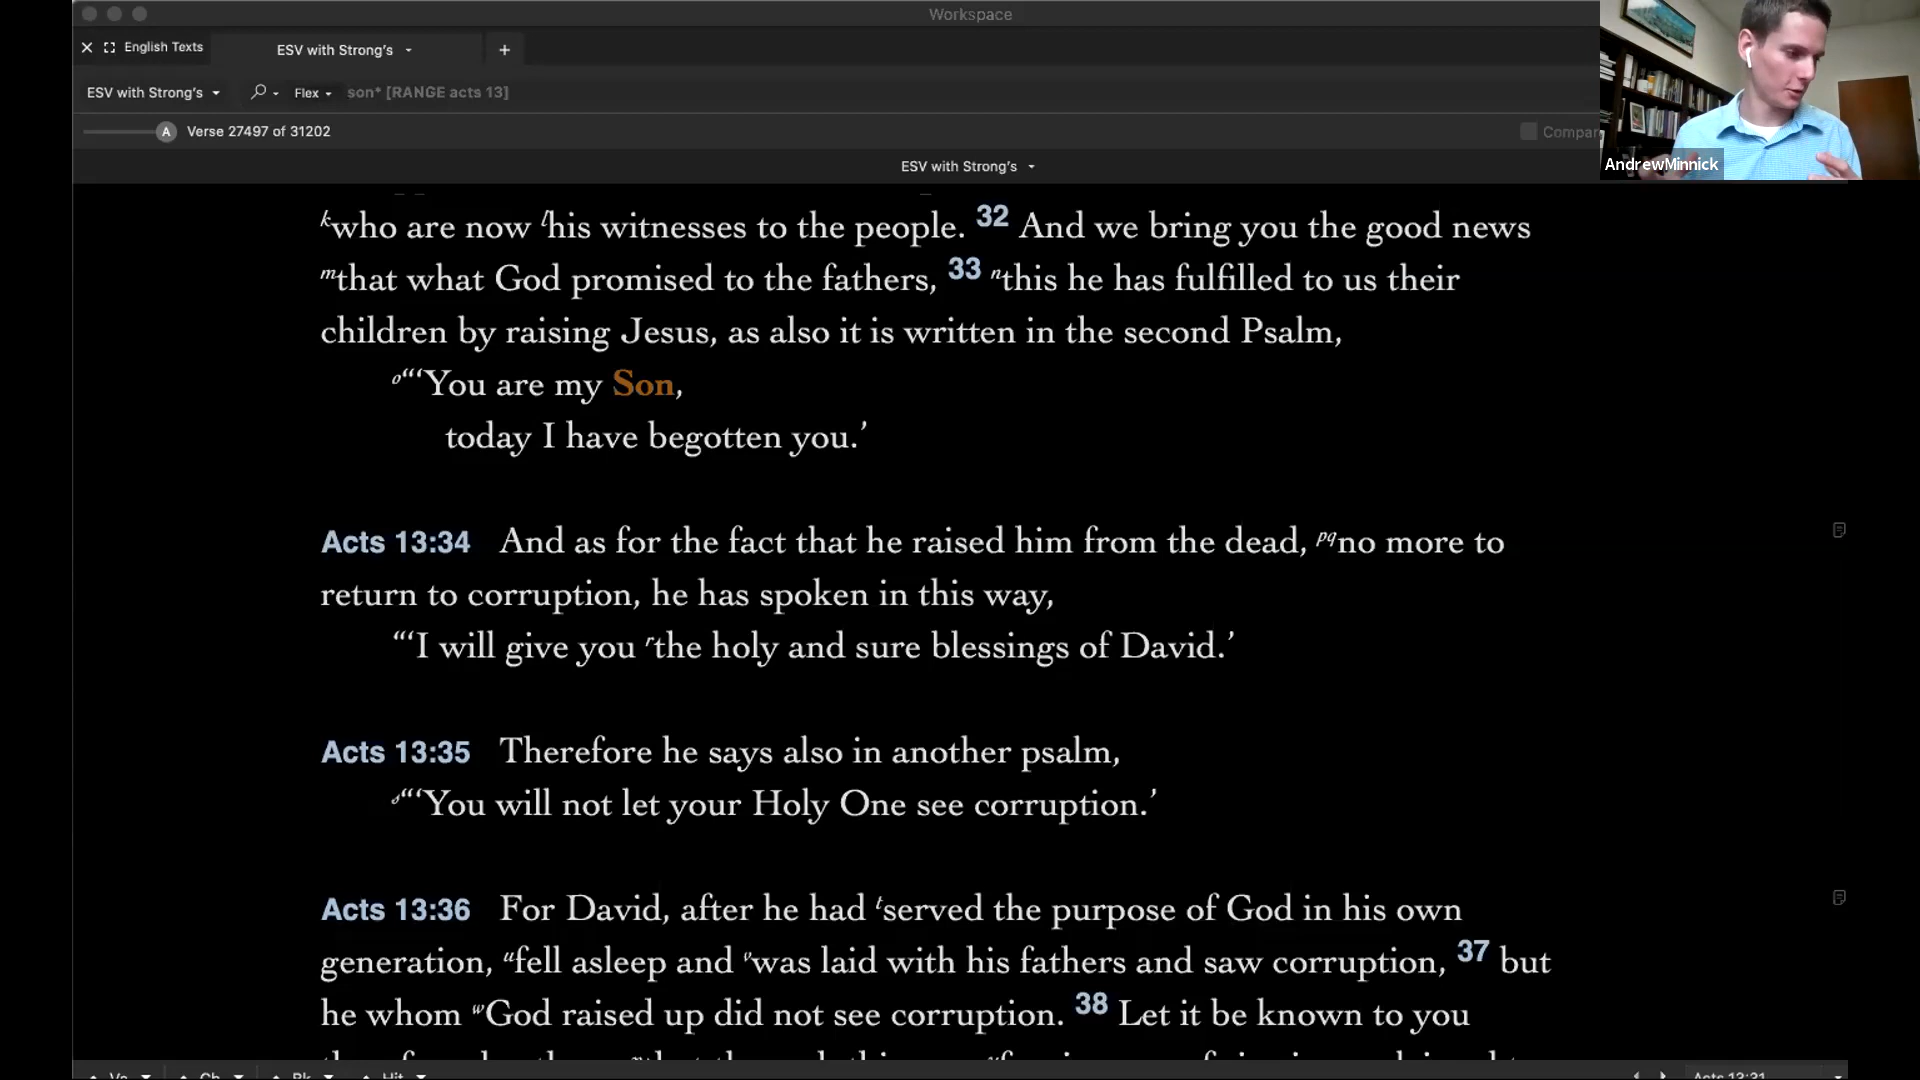 Workspace
English Texts
ESV with Strong's
+
ESV with Strong's
Flex
son* [RANGE acts 13]
A Verse 27497 of 31202
Compar
ESV with Strong's
AndrewMinnick
k who are now l his witnesses to the people. 32 And we bring you the good news
m that what God promised to the fathers, 33 n this he has fulfilled to us their
children by raising Jesus, as also it is written in the second Psalm,
o “‘You are my Son,
today I have begotten you.’
Acts 13:34 And as for the fact that he raised him from the dead, pq no more to
return to corruption, he has spoken in this way,
“‘I will give you r the holy and sure blessings of David.’
Acts 13:35 Therefore he says also in another psalm,
s “‘You will not let your Holy One see corruption.’
Acts 13:36 For David, after he had t served the purpose of God in his own
generation, u fell asleep and v was laid with his fathers and saw corruption, 37 but
he whom w God raised up did not see corruption. 38 Let it be known to you
Vs Ch Bk Hit Acts 13:31